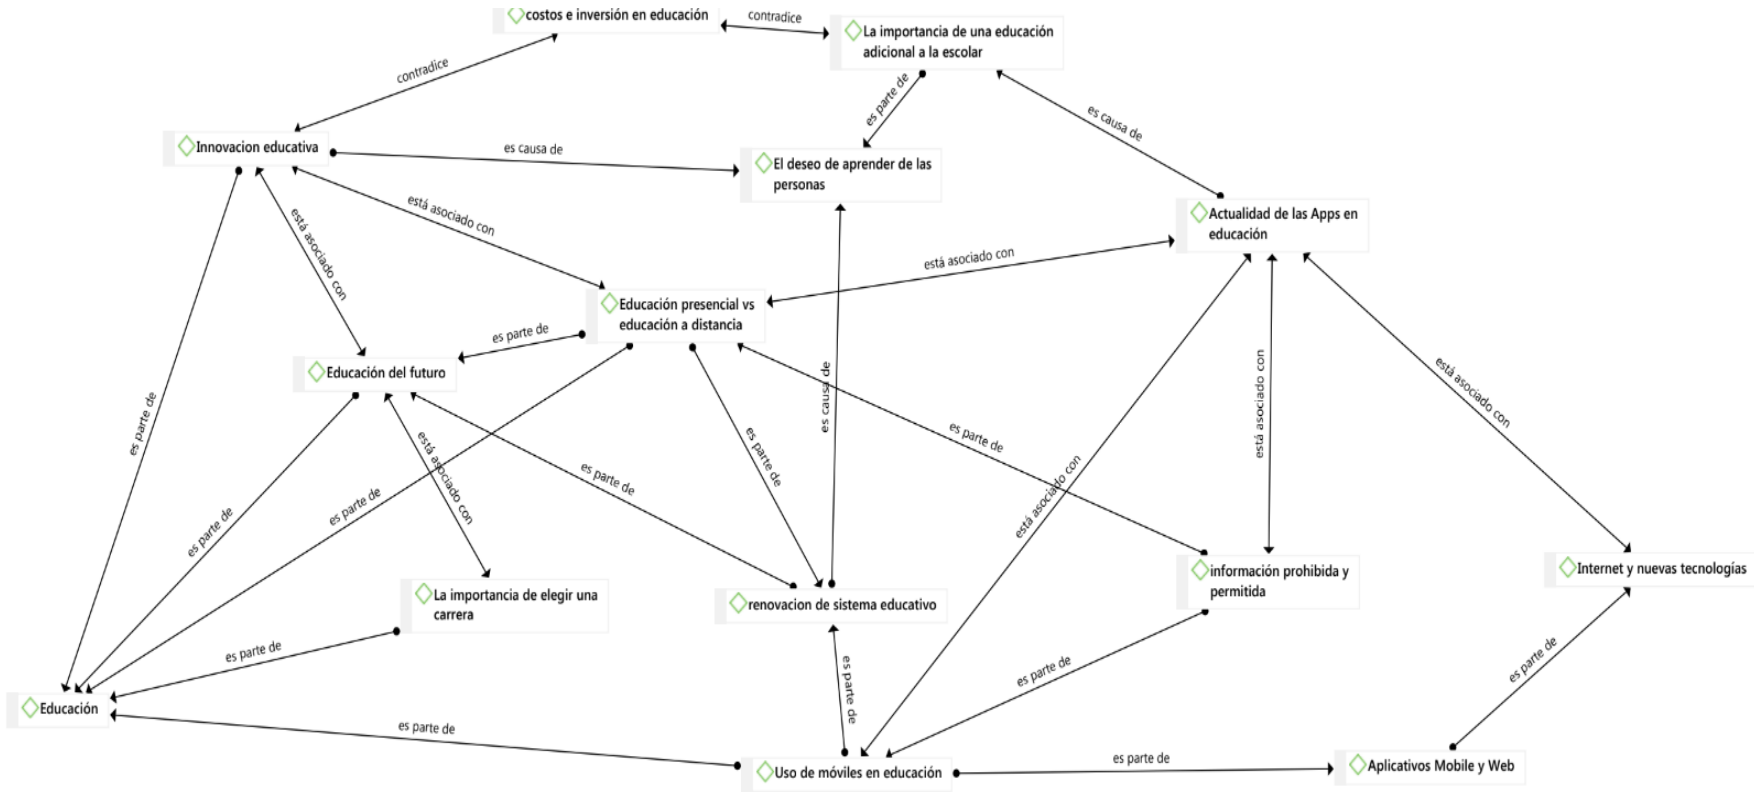 costos e inversión en educación
contradice
La importancia de una educación
adicional a la escolar
contradice
es parte de
es causa de
Innovacion educativa
es causa de
El deseo de aprender de las
personas
Actualidad de las Apps en
educación
está asociado con
está asociado con
está asociado con
Educación presencial vs
educación a distancia
es parte de
Educación del futuro
es parte de
es causa de
está asociado con
está asociado con
es parte de
está asociado con
es parte de
es parte de
es parte de
está asociado con
es parte de
es parte de
información prohibida y
permitida
Internet y nuevas tecnologías
La importancia de elegir una
carrera
renovacion de sistema educativo
es parte de
es parte de
es parte de
es parte de
Educación
es parte de
Uso de móviles en educación
es parte de
Aplicativos Mobile y Web